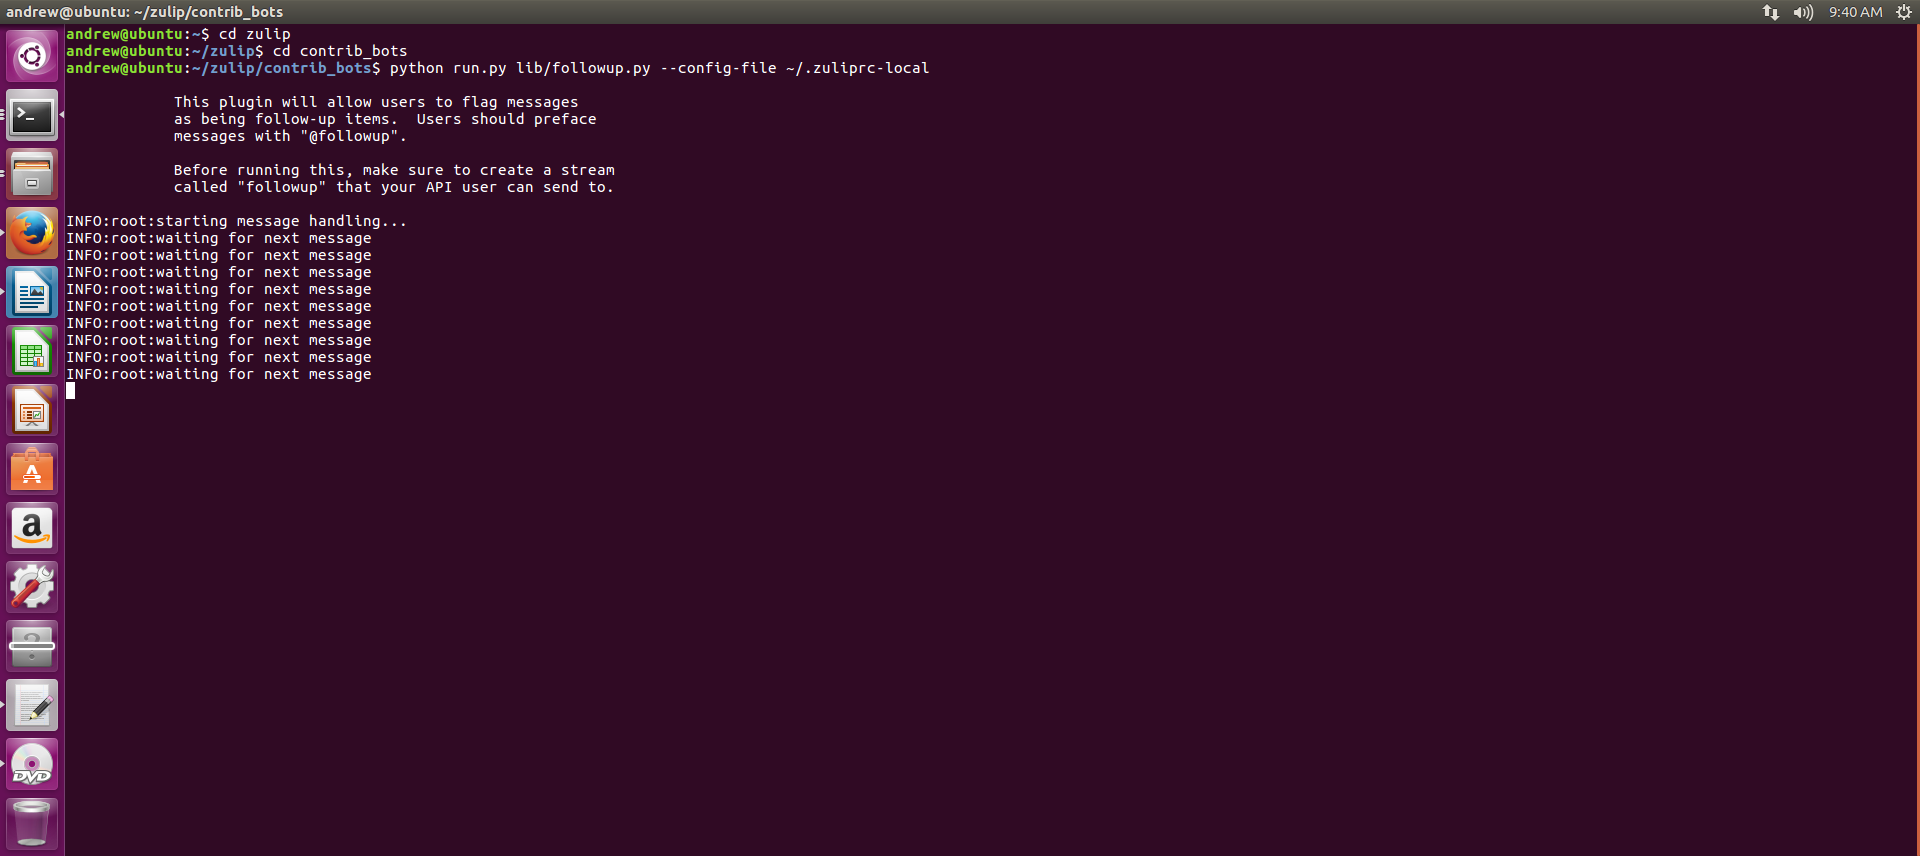 andrew@ubuntu: ~/zulip/contrib_bots
9:40 AM
andrew@ubuntu:~$ cd zulip
andrew@ubuntu:~/zulip$ cd contrib_bots
andrew@ubuntu:~/zulip/contrib_bots$ python run.py lib/followup.py --config-file ~/.zuliprc-local
This plugin will allow users to flag messages
as being follow-up items.  Users should preface
messages with "@followup".
Before running this, make sure to create a stream
called "followup" that your API user can send to.
INFO:root:starting message handling...
INFO:root:waiting for next message
INFO:root:waiting for next message
INFO:root:waiting for next message
INFO:root:waiting for next message
INFO:root:waiting for next message
INFO:root:waiting for next message
INFO:root:waiting for next message
INFO:root:waiting for next message
INFO:root:waiting for next message
>_
A
a
?
DVD